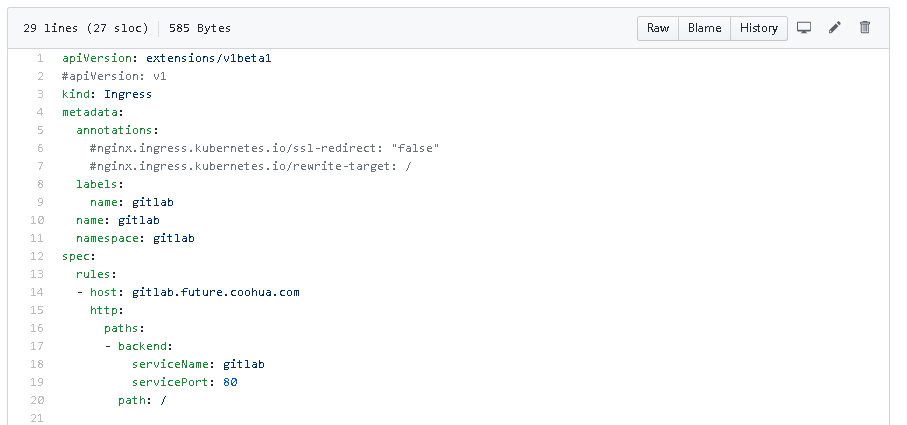 29 lines (27 sloc) 585 Bytes Raw Blame History
1 apiVersion: extensions/v1beta1
2 #apiVersion: v1
3 kind: Ingress
4 metadata:
5   annotations:
6     #nginx.ingress.kubernetes.io/ssl-redirect: "false"
7     #nginx.ingress.kubernetes.io/rewrite-target: /
8   labels:
9     name: gitlab
10   name: gitlab
11   namespace: gitlab
12 spec:
13   rules:
14   - host: gitlab.future.coohua.com
15     http:
16       paths:
17       - backend:
18           serviceName: gitlab
19           servicePort: 80
20         path: /
21